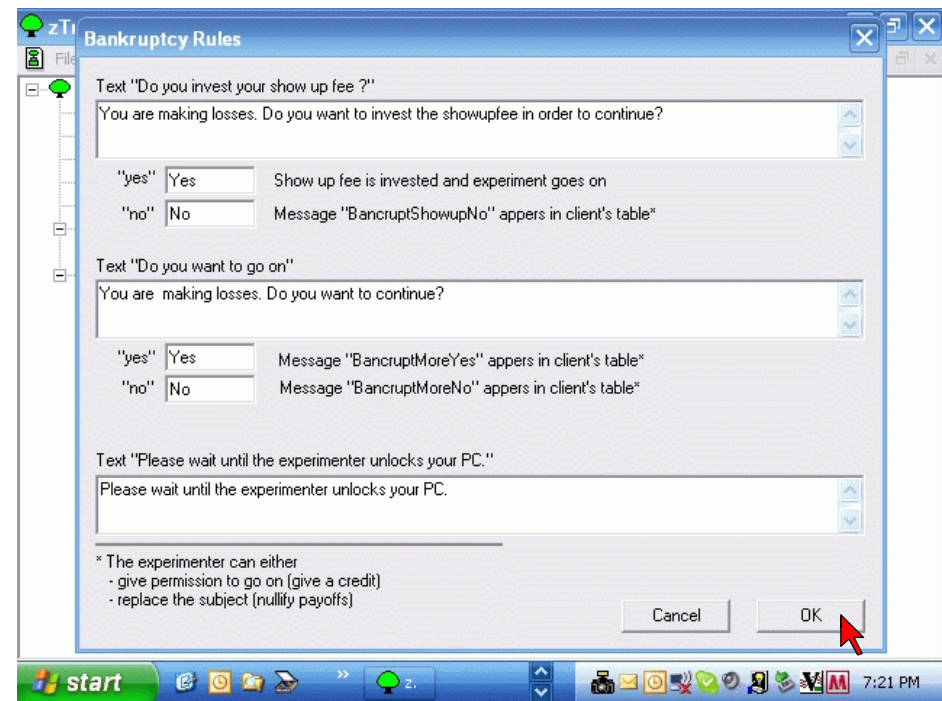 zTr
Bankruptcy Rules
File
Text "Do you invest your show up fee ?"
You are making losses. Do you want to invest the showupfee in order to continue?
"yes" Yes Show up fee is invested and experiment goes on
"no" No Message "BancruptShowupNo" appers in client's table*
Text "Do you want to go on"
You are  making losses. Do you want to continue?
"yes" Yes Message "BancruptMoreYes" appers in client's table*
"no" No Message "BancruptMoreNo" appers in client's table*
Text "Please wait until the experimenter unlocks your PC."
Please wait until the experimenter unlocks your PC.
* The experimenter can either
- give permission to go on (give a credit)
- replace the subject (nullify payoffs)
Cancel OK
start z. 7:21 PM